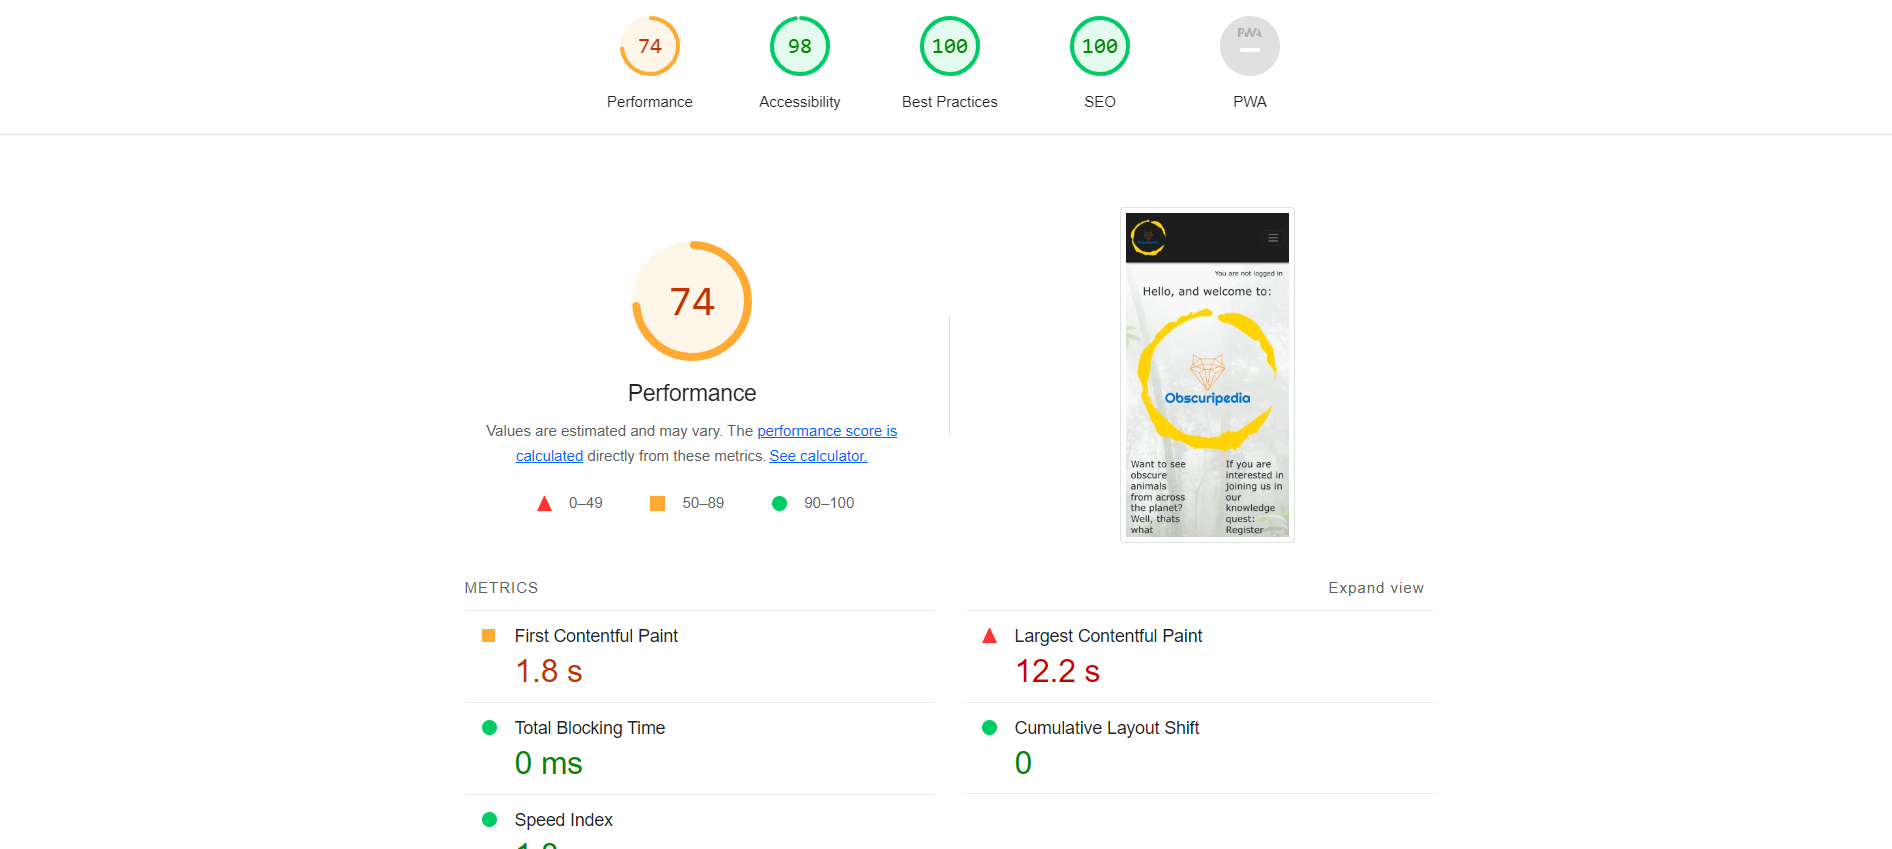 74
98
100
100
PWA
Performance
Accessibility
Best Practices
SEO
PWA
74
Performance
Values are estimated and may vary. The performance score is
calculated directly from these metrics. See calculator.
0–49
50–89
90–100
You are not logged in
Hello, and welcome to:
Obscuripedia
Want to see
obscure
animals
from across
the planet?
Well, thats
what
If you are
interested in
joining us in
our
knowledge
quest:
Register
METRICS
Expand view
First Contentful Paint
1.8 s
Largest Contentful Paint
12.2 s
Total Blocking Time
0 ms
Cumulative Layout Shift
0
Speed Index